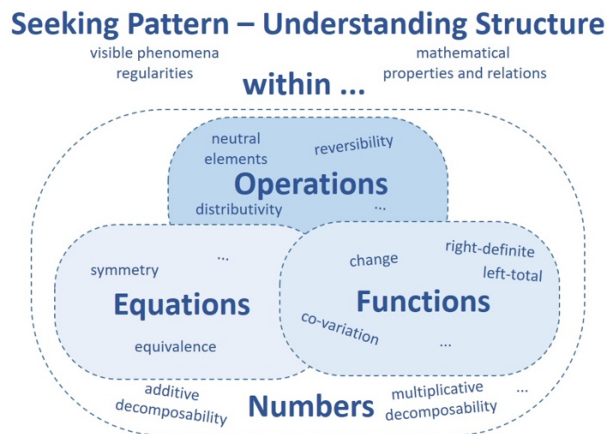 Seeking Pattern – Understanding Structure
visible phenomena
regularities
mathematical
properties and relations
within ...
neutral
elements
reversibility
Operations
distributivity
...
symmetry
...
Equations
equivalence
change
right-definite
left-total
Functions
co-variation
...
additive
decomposability
Numbers
multiplicative
decomposability
...